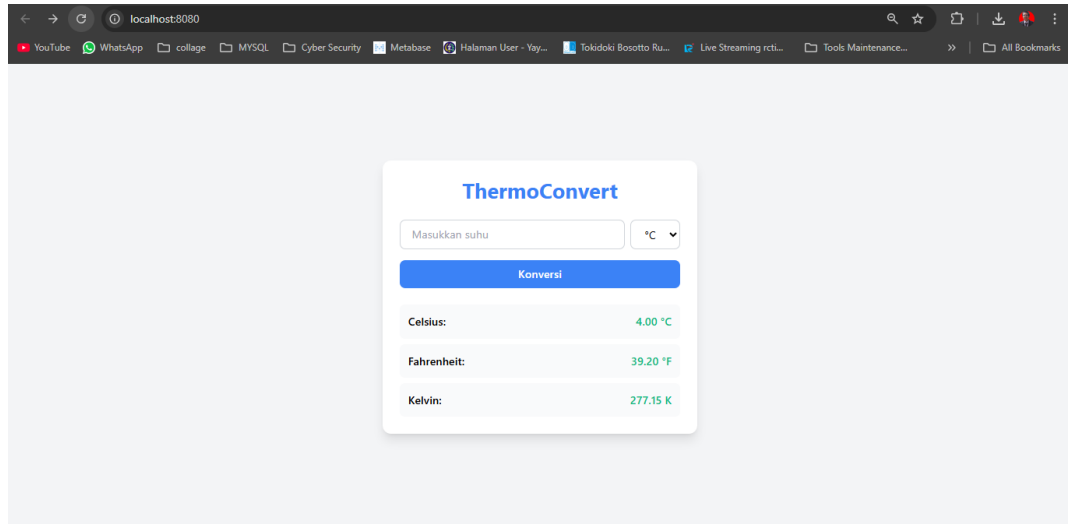 localhost:8080
YouTube WhatsApp collage MYSQL Cyber Security Metabase Halaman User - Yay... Tokidoki Bosotto Ru... Live Streaming rcti... Tools Maintenance... » All Bookmarks
ThermoConvert
Masukkan suhu °C
Konversi
Celsius: 4.00 °C
Fahrenheit: 39.20 °F
Kelvin: 277.15 K